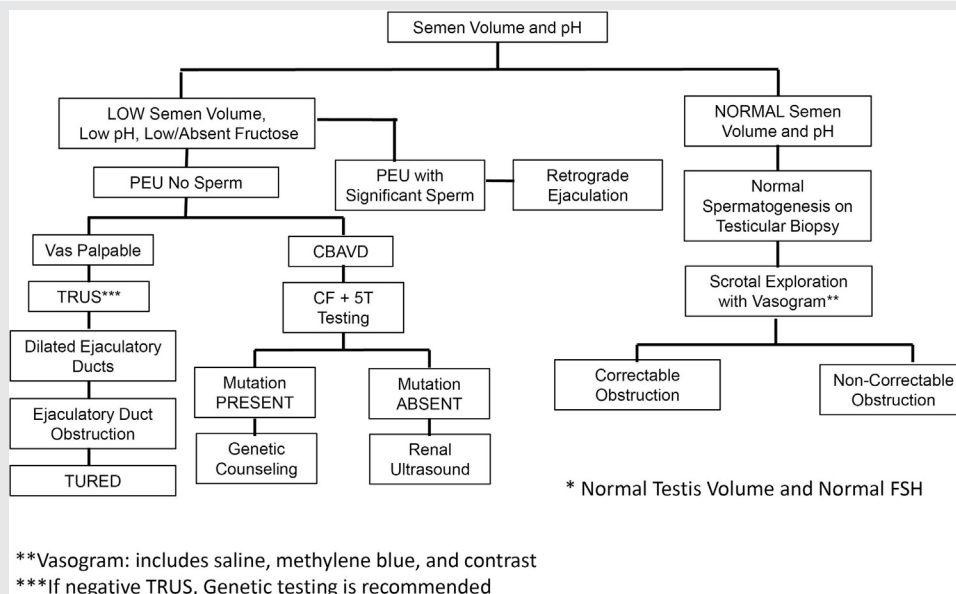 Semen Volume and pH
LOW Semen Volume,
Low pH, Low/Absent Fructose
NORMAL Semen
Volume and pH
PEU No Sperm
PEU with
Significant Sperm
Retrograde
Ejaculation
Normal
Spermatogenesis on
Testicular Biopsy
Vas Palpable
CBAVD
TRUS***
CF + 5T
Testing
Scrotal Exploration
with Vasogram**
Dilated Ejaculatory
Ducts
Mutation
PRESENT
Mutation
ABSENT
Correctable
Obstruction
Non-Correctable
Obstruction
Ejaculatory Duct
Obstruction
Genetic
Counseling
Renal
Ultrasound
TURED
* Normal Testis Volume and Normal FSH
**Vasogram: includes saline, methylene blue, and contrast
***If negative TRUS. Genetic testing is recommended